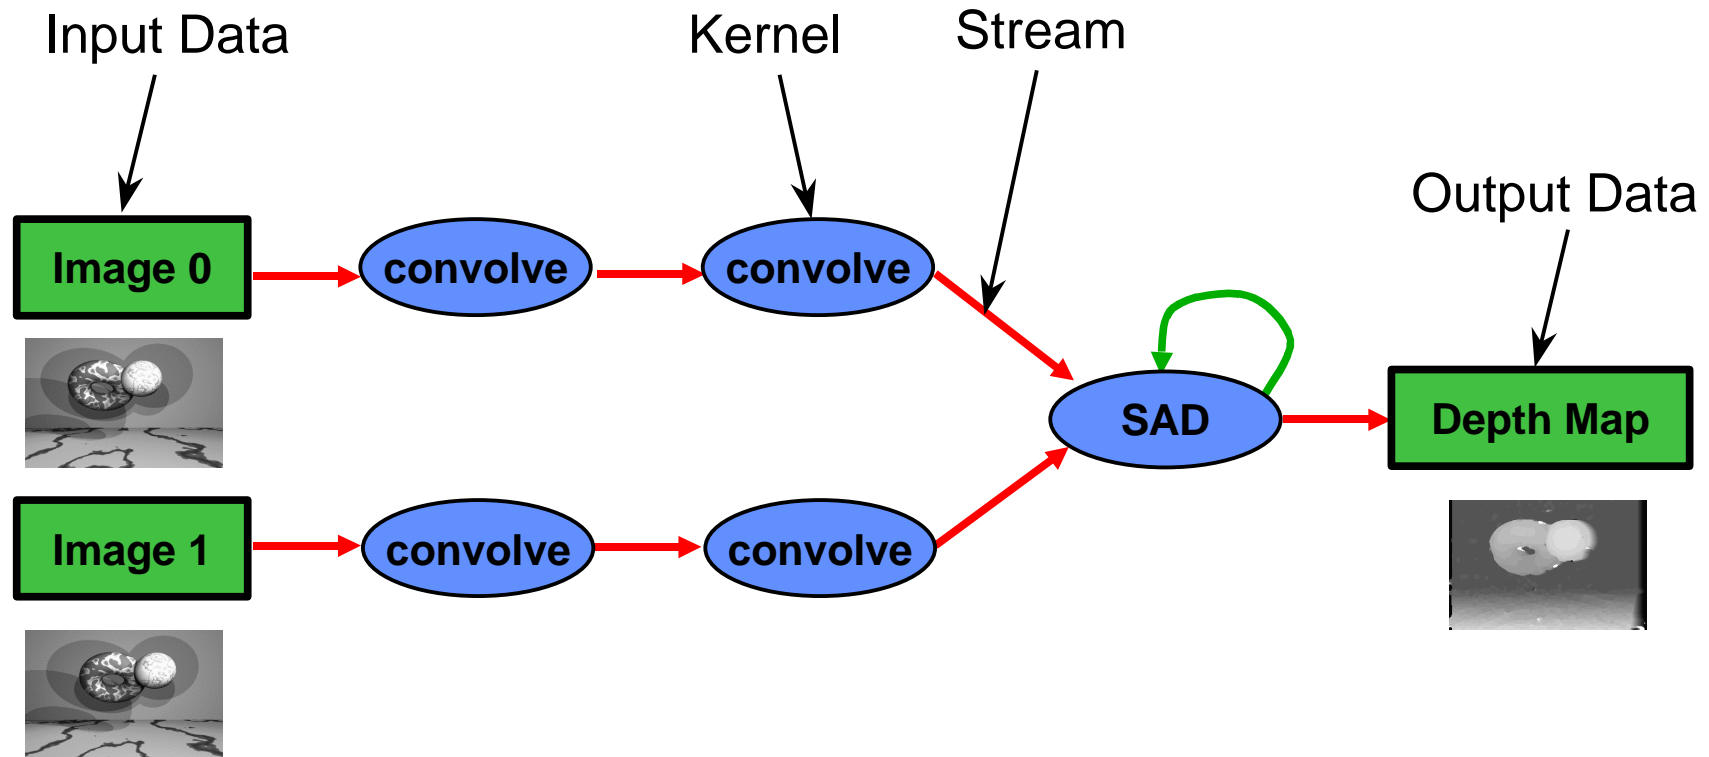 Input Data
Kernel
Stream
Output Data
Image 0
convolve
convolve
SAD
Depth Map
Image 1
convolve
convolve